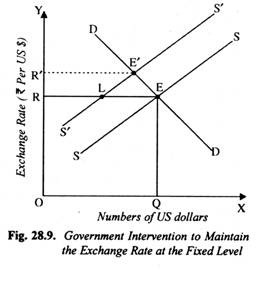 Y
S'
D
S
E'
R'
L
E
R
S'
S
D
O
Q
X
Exchange Rate (₹ Per US $)
Numbers of US dollars
Fig. 28.9. Government Intervention to Maintain
the Exchange Rate at the Fixed Level